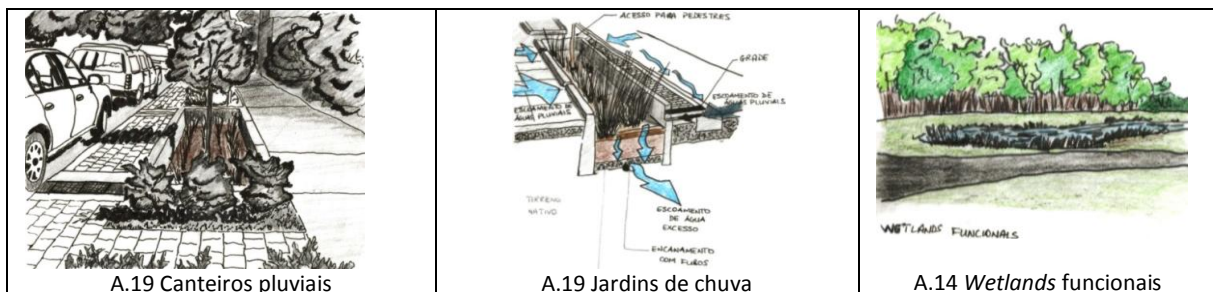 ACESSO PARA PEDESTRES
GRADE
ESCOAMENTO DE
ÁGUAS PLUVIAIS
ESCOAMENTO DE
ÁGUAS PLUVIAIS
TERRENO
NATIVO
ESCOAMENTO
DE ÁGUA
EXCESSO
ENCANAMENTO
COM FUROS
WETLANDS FUNCIONAIS
A.19 Canteiros pluviais
A.19 Jardins de chuva
A.14 Wetlands funcionais